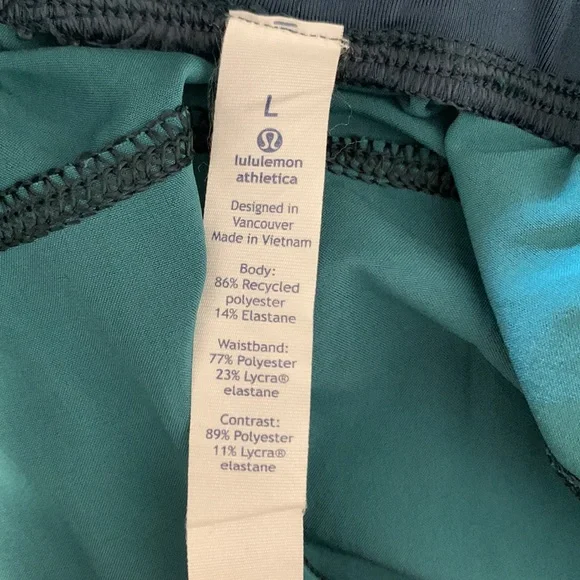 L
lululemon
athletica
Designed in
Vancouver
Made in Vietnam
Body:
86% Recycled
polyester
14% Elastane
Waistband:
77% Polyester
23% Lycra®
elastane
Contrast:
89% Polyester
11% Lycra®
elastane